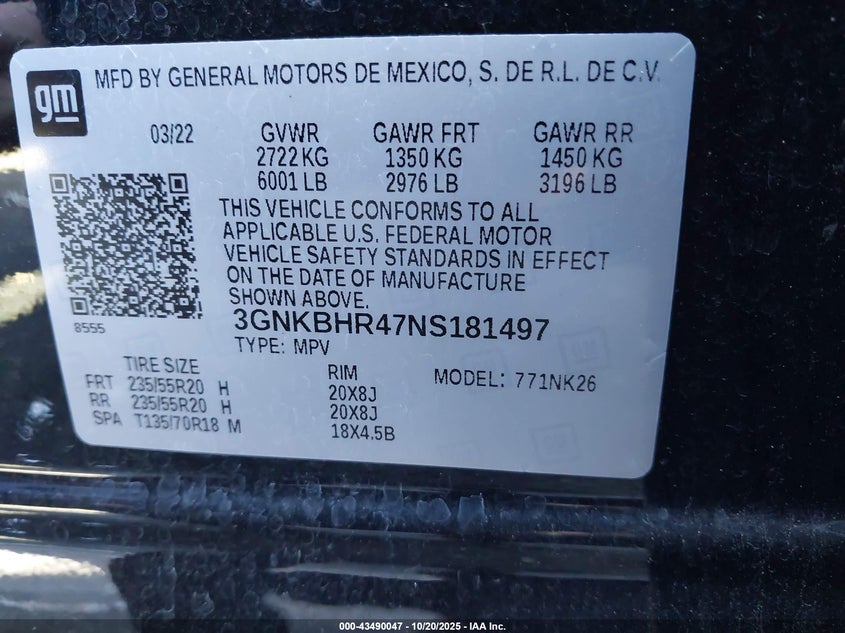 gm
MFD BY GENERAL MOTORS DE MEXICO, S. DE R.L. DE C.V.
03/22 GVWR GAWR FRT GAWR RR
2722 KG 1350 KG 1450 KG
6001 LB 2976 LB 3196 LB
THIS VEHICLE CONFORMS TO ALL
APPLICABLE U.S. FEDERAL MOTOR
VEHICLE SAFETY STANDARDS IN EFFECT
ON THE DATE OF MANUFACTURE
SHOWN ABOVE.
8555
3GNKBHR47NS181497
TYPE: MPV
TIRE SIZE RIM MODEL: 771NK26
FRT 235/55R20 H 20X8J
RR 235/55R20 H 20X8J
SPA T135/70R18 M 18X4.5B
000-43490047 - 10/20/2025 - IAA Inc.